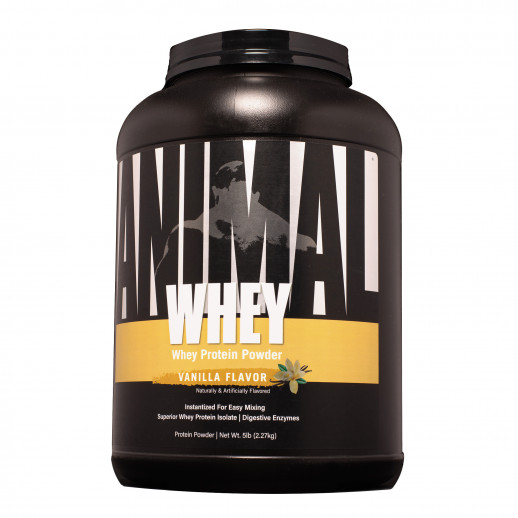 ANIMAL
WHEY
Whey Protein Powder
VANILLA FLAVOR
Naturally & Artificially Flavored
Instantized For Easy Mixing
Superior Whey Protein Isolate | Digestive Enzymes
Protein Powder | Net Wt. 5lb (2.27kg)